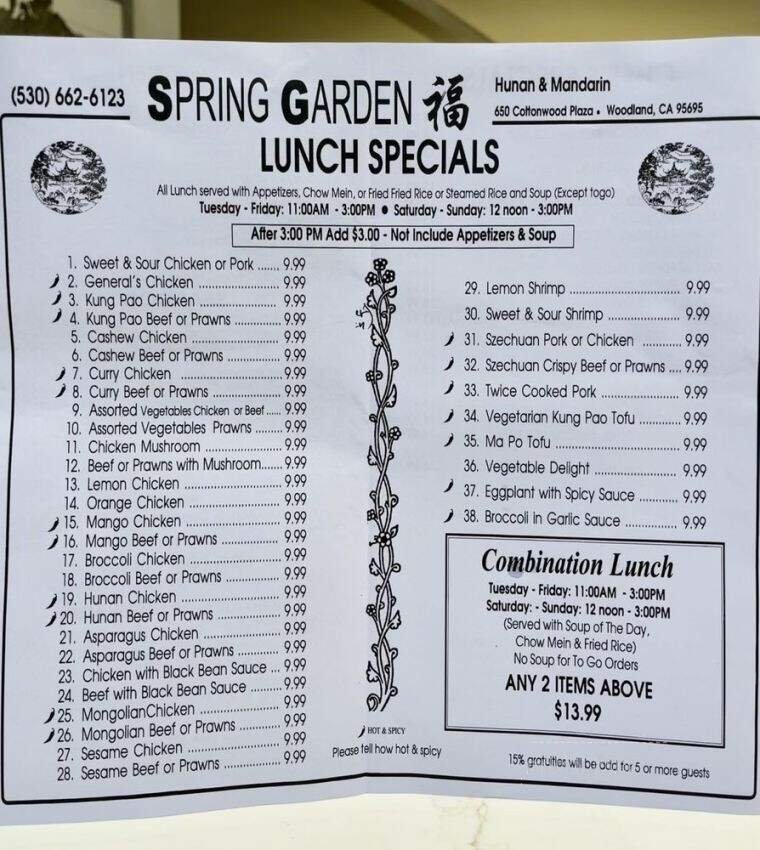 (530) 662-6123
SPRING GARDEN 福
Hunan & Mandarin
650 Cottonwood Plaza • Woodland, CA 95695
LUNCH SPECIALS
All Lunch served with Appetizers, Chow Mein, or Fried Fried Rice or Steamed Rice and Soup (Except togo)
Tuesday - Friday: 11:00AM - 3:00PM ● Saturday - Sunday: 12 noon - 3:00PM
After 3:00 PM Add $3.00 - Not Include Appetizers & Soup
1. Sweet & Sour Chicken or Pork ...... 9.99
2. General's Chicken ...................... 9.99
3. Kung Pao Chicken ..................... 9.99
4. Kung Pao Beef or Prawns ............ 9.99
5. Cashew Chicken ........................ 9.99
6. Cashew Beef or Prawns .............. 9.99
7. Curry Chicken ........................... 9.99
8. Curry Beef or Prawns .................. 9.99
9. Assorted Vegetables Chicken or Beef ..... 9.99
10. Assorted Vegetables Prawns ........ 9.99
11. Chicken Mushroom .................... 9.99
12. Beef or Prawns with Mushroom...... 9.99
13. Lemon Chicken ......................... 9.99
14. Orange Chicken ........................ 9.99
15. Mango Chicken ......................... 9.99
16. Mango Beef or Prawns ............... 9.99
17. Broccoli Chicken ........................ 9.99
18. Broccoli Beef or Prawns .............. 9.99
19. Hunan Chicken .......................... 9.99
20. Hunan Beef or Prawns ................ 9.99
21. Asparagus Chicken .................... 9.99
22. Asparagus Beef or Prawns ........... 9.99
23. Chicken with Black Bean Sauce ... 9.99
24. Beef with Black Bean Sauce ......... 9.99
25. MongolianChicken ..................... 9.99
26. Mongolian Beef or Prawns ........... 9.99
27. Sesame Chicken ........................ 9.99
28. Sesame Beef or Prawns .............. 9.99
HOT & SPICY
Please tell how hot & spicy
29. Lemon Shrimp .......................... 9.99
30. Sweet & Sour Shrimp ................. 9.99
31. Szechuan Pork or Chicken .......... 9.99
32. Szechuan Crispy Beef or Prawns .... 9.99
33. Twice Cooked Pork .................... 9.99
34. Vegetarian Kung Pao Tofu ........... 9.99
35. Ma Po Tofu ............................... 9.99
36. Vegetable Delight ...................... 9.99
37. Eggplant with Spicy Sauce ........... 9.99
38. Broccoli in Garlic Sauce .............. 9.99
Combination Lunch
Tuesday - Friday: 11:00AM - 3:00PM
Saturday: - Sunday: 12 noon - 3:00PM
(Served with Soup of The Day,
Chow Mein & Fried Rice)
No Soup for To Go Orders
ANY 2 ITEMS ABOVE
$13.99
15% gratuities will be add for 5 or more guests